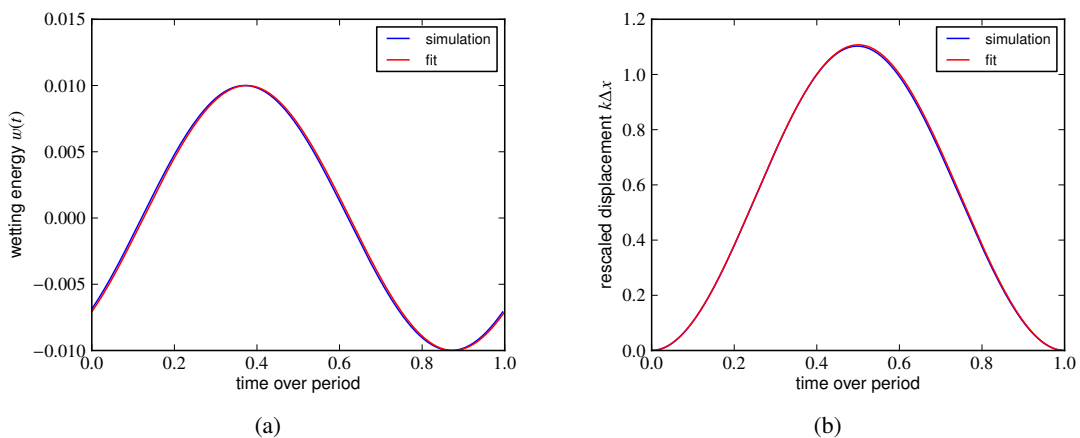 0.015
0.010
0.005
0.000
−0.005
−0.010
wetting energy w(t)
simulation
fit
0.0 0.2 0.4 0.6 0.8 1.0
time over period
(a)
1.2
1.0
0.8
0.6
0.4
0.2
0.0
rescaled displacement kΔx
simulation
fit
0.0 0.2 0.4 0.6 0.8 1.0
time over period
(b)